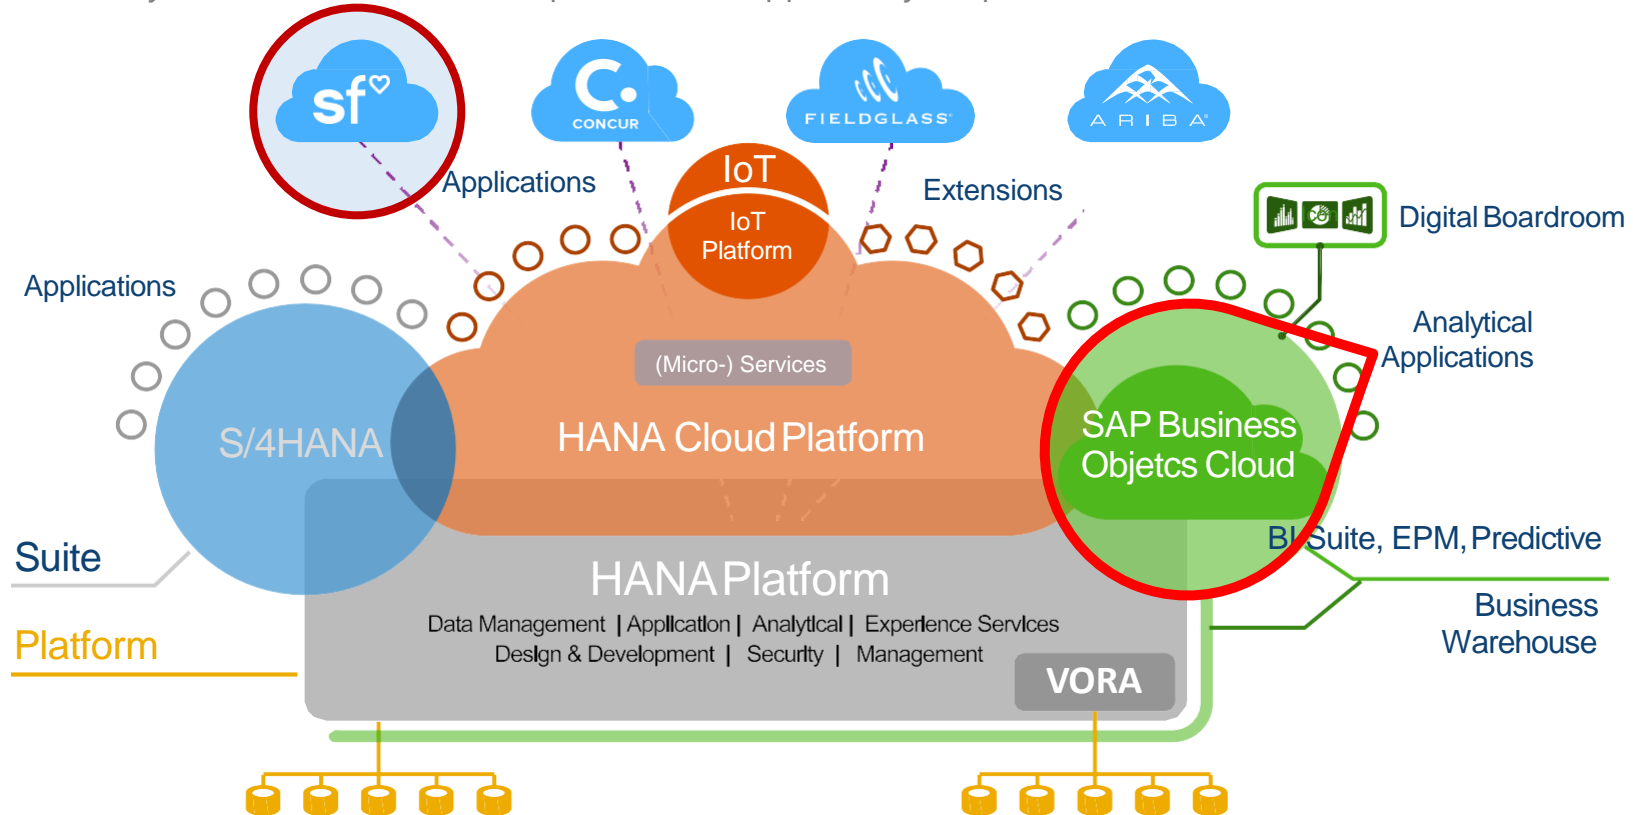 sf
C.
CONCUR
FIELDGLASS
ARIBA
Applications
IoT
IoT
Platform
Extensions
Digital Boardroom
Applications
Analytical
Applications
(Micro-) Services
S/4HANA
HANA Cloud Platform
SAP Business
Objetcs Cloud
BI Suite, EPM, Predictive
Suite
HANA Platform
Business
Warehouse
Data Management | Application | Analytical | Experience Services
Design & Development | Security | Management
Platform
VORA